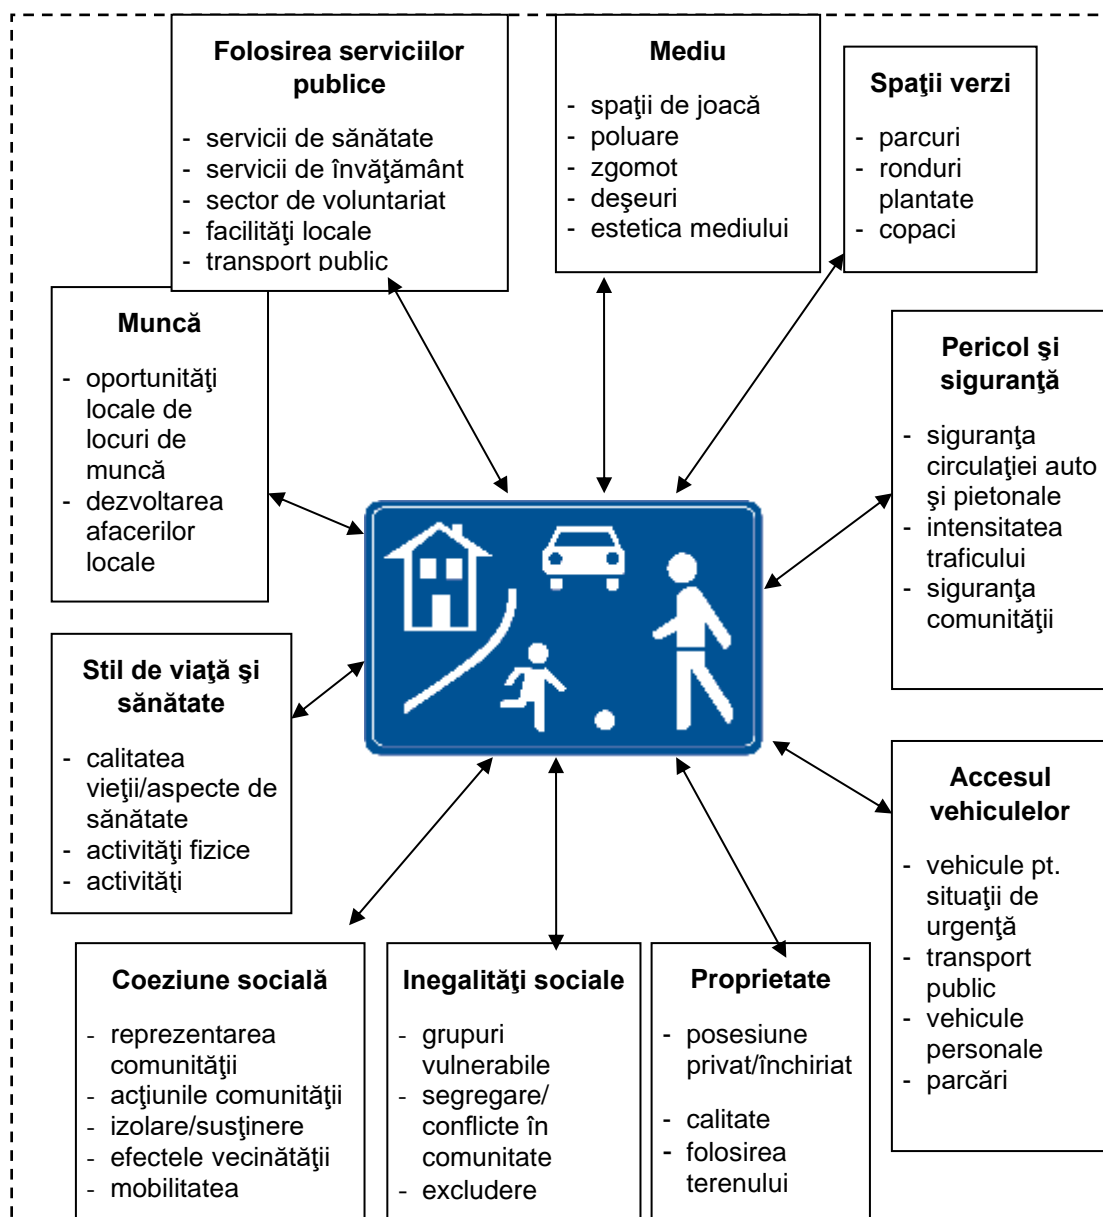 Folosirea serviciilor
publice
- servicii de sănătate
- servicii de învăţământ
- sector de voluntariat
- facilităţi locale
- transport public
Mediu
- spaţii de joacă
- poluare
- zgomot
- deşeuri
- estetica mediului
Spaţii verzi
- parcuri
- ronduri
plantate
- copaci
Muncă
- oportunităţi
locale de
locuri de
muncă
- dezvoltarea
afacerilor
locale
Pericol şi
siguranţă
- siguranţa
circulaţiei auto
şi pietonale
- intensitatea
traficului
- siguranţa
comunităţii
Stil de viaţă şi
sănătate
- calitatea
vieţii/aspecte de
sănătate
- activităţi fizice
- activităţi
Accesul
vehiculelor
- vehicule pt.
situaţii de
urgenţă
- transport
public
- vehicule
personale
- parcări
Coeziune socială
- reprezentarea
comunităţii
- acţiunile comunităţii
- izolare/susţinere
- efectele vecinătăţii
- mobilitatea
Inegalităţi sociale
- grupuri
vulnerabile
- segregare/
conflicte în
comunitate
- excludere
Proprietate
- posesiune
privat/închiriat
- calitate
- folosirea
terenului